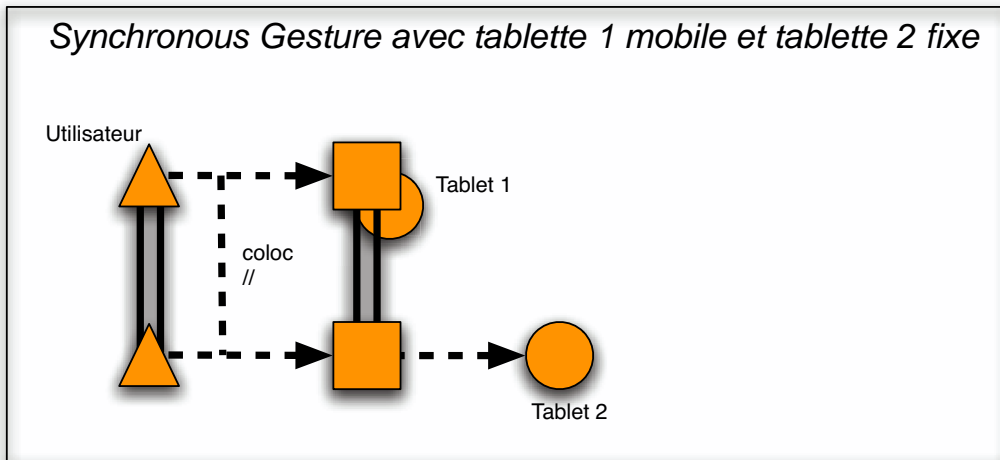 Synchronous Gesture avec tablette 1 mobile et tablette 2 fixe
Utilisateur
Tablet 1
coloc
//
Tablet 2